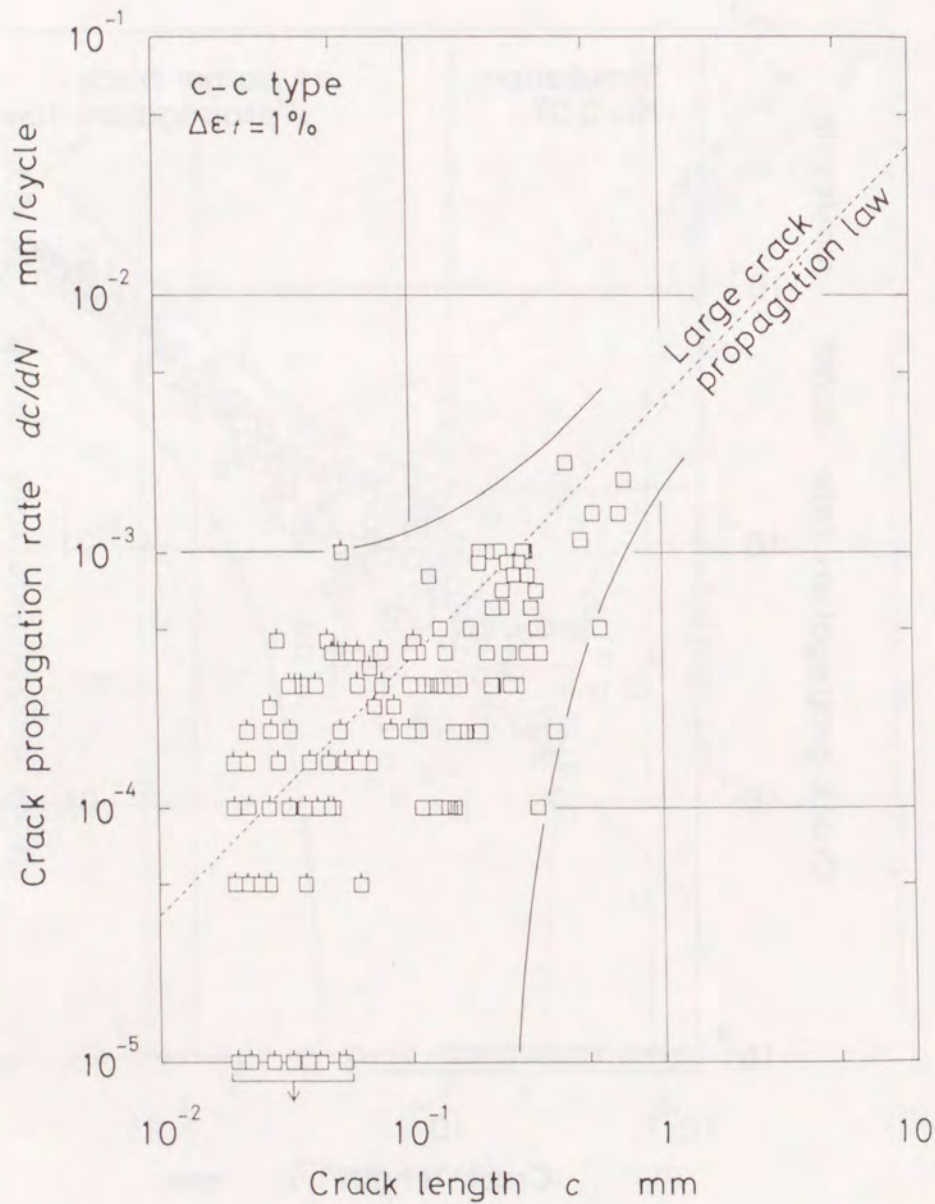 10⁻¹
c-c type
Δεt=1%
Large crack
propagation law
10⁻²
10⁻³
10⁻⁴
10⁻⁵
10⁻² 10⁻¹ 1 10
Crack propagation rate dc/dN mm/cycle
Crack length c mm